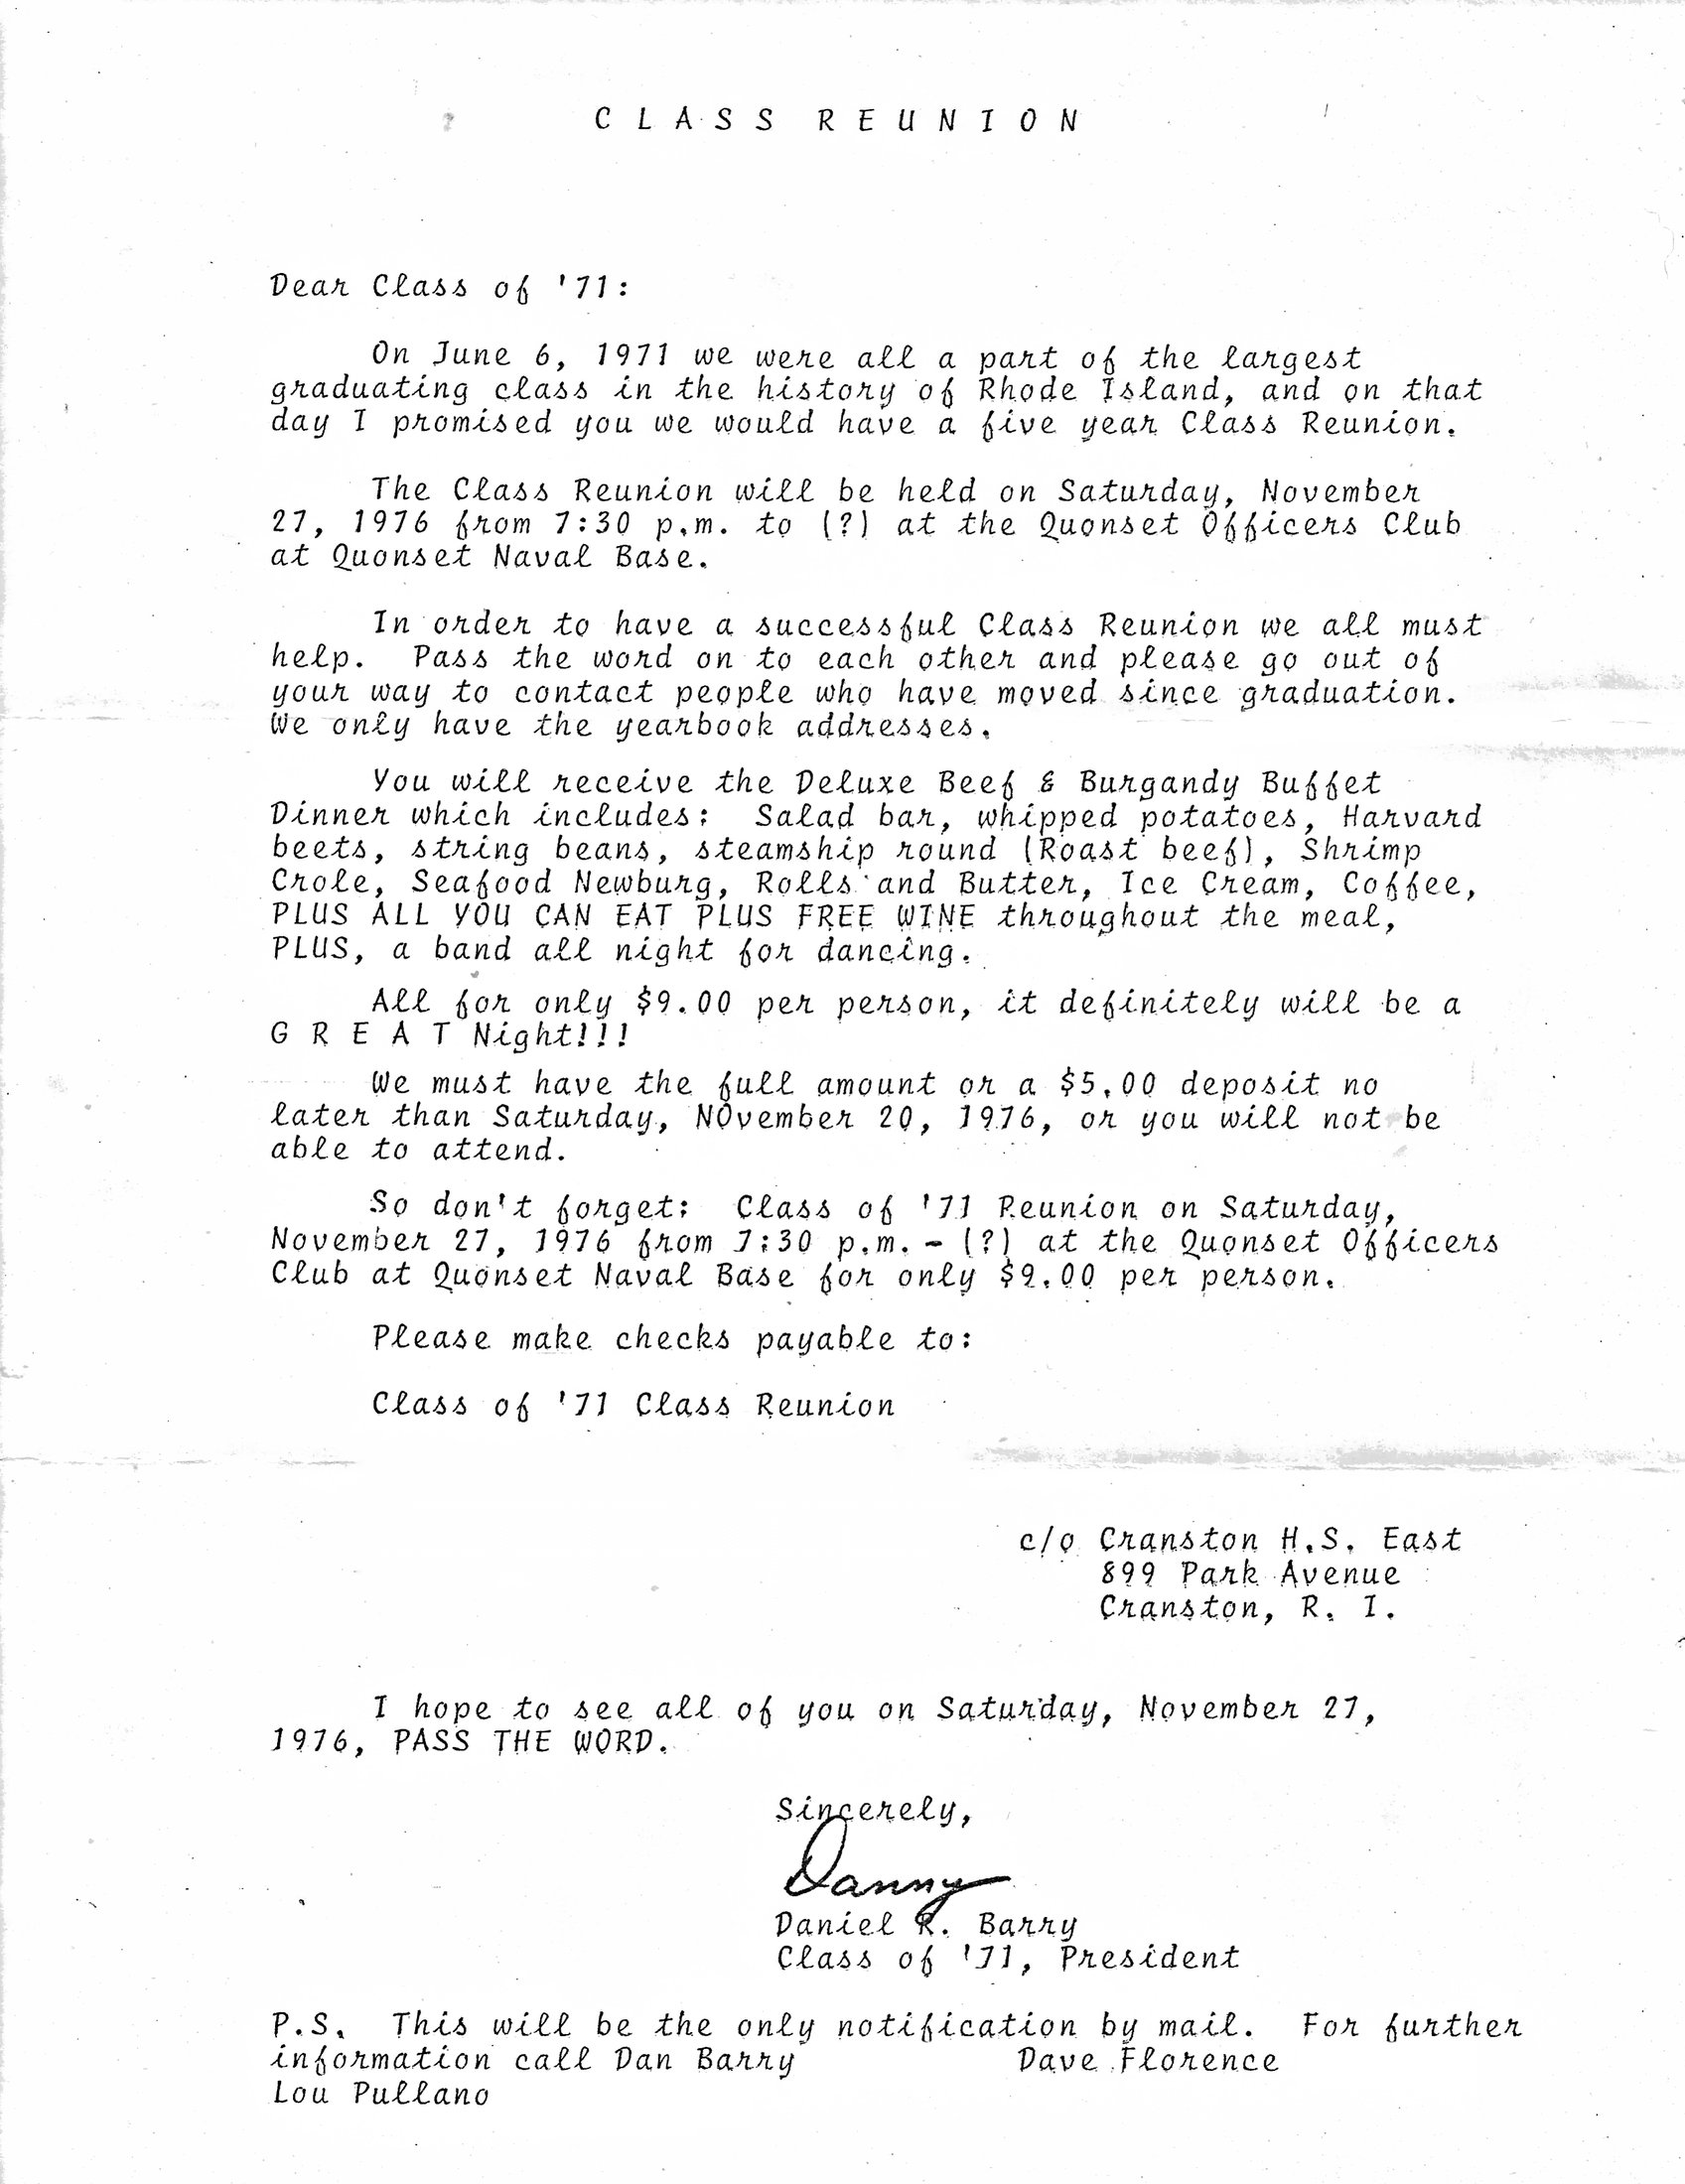 C L A S S   R E U N I O N
Dear Class of '71:
On June 6, 1971 we were all a part of the largest
graduating class in the history of Rhode Island, and on that
day I promised you we would have a five year Class Reunion.
The Class Reunion will be held on Saturday, November
27, 1976 from 7:30 p.m. to (?) at the Quonset Officers Club
at Quonset Naval Base.
In order to have a successful Class Reunion we all must
help.  Pass the word on to each other and please go out of
your way to contact people who have moved since graduation.
We only have the yearbook addresses.
You will receive the Deluxe Beef & Burgandy Buffet
Dinner which includes:  Salad bar, whipped potatoes, Harvard
beets, string beans, steamship round (Roast beef), Shrimp
Crole, Seafood Newburg, Rolls and Butter, Ice Cream, Coffee,
PLUS ALL YOU CAN EAT PLUS FREE WINE throughout the meal,
PLUS, a band all night for dancing.
All for only $9.00 per person, it definitely will be a
G R E A T Night!!!
We must have the full amount or a $5.00 deposit no
later than Saturday, NOvember 20, 1976, or you will not be
able to attend.
So don't forget:  Class of '71 Reunion on Saturday,
November 27, 1976 from 7:30 p.m. - (?) at the Quonset Officers
Club at Quonset Naval Base for only $9.00 per person.
Please make checks payable to:
Class of '71 Class Reunion
c/o Cranston H.S. East
899 Park Avenue
Cranston, R. I.
I hope to see all of you on Saturday, November 27,
1976, PASS THE WORD.
Sincerely,
Danny
Daniel R. Barry
Class of '71, President
P.S.  This will be the only notification by mail.  For further
information call Dan Barry   Dave Florence
Lou Pullano